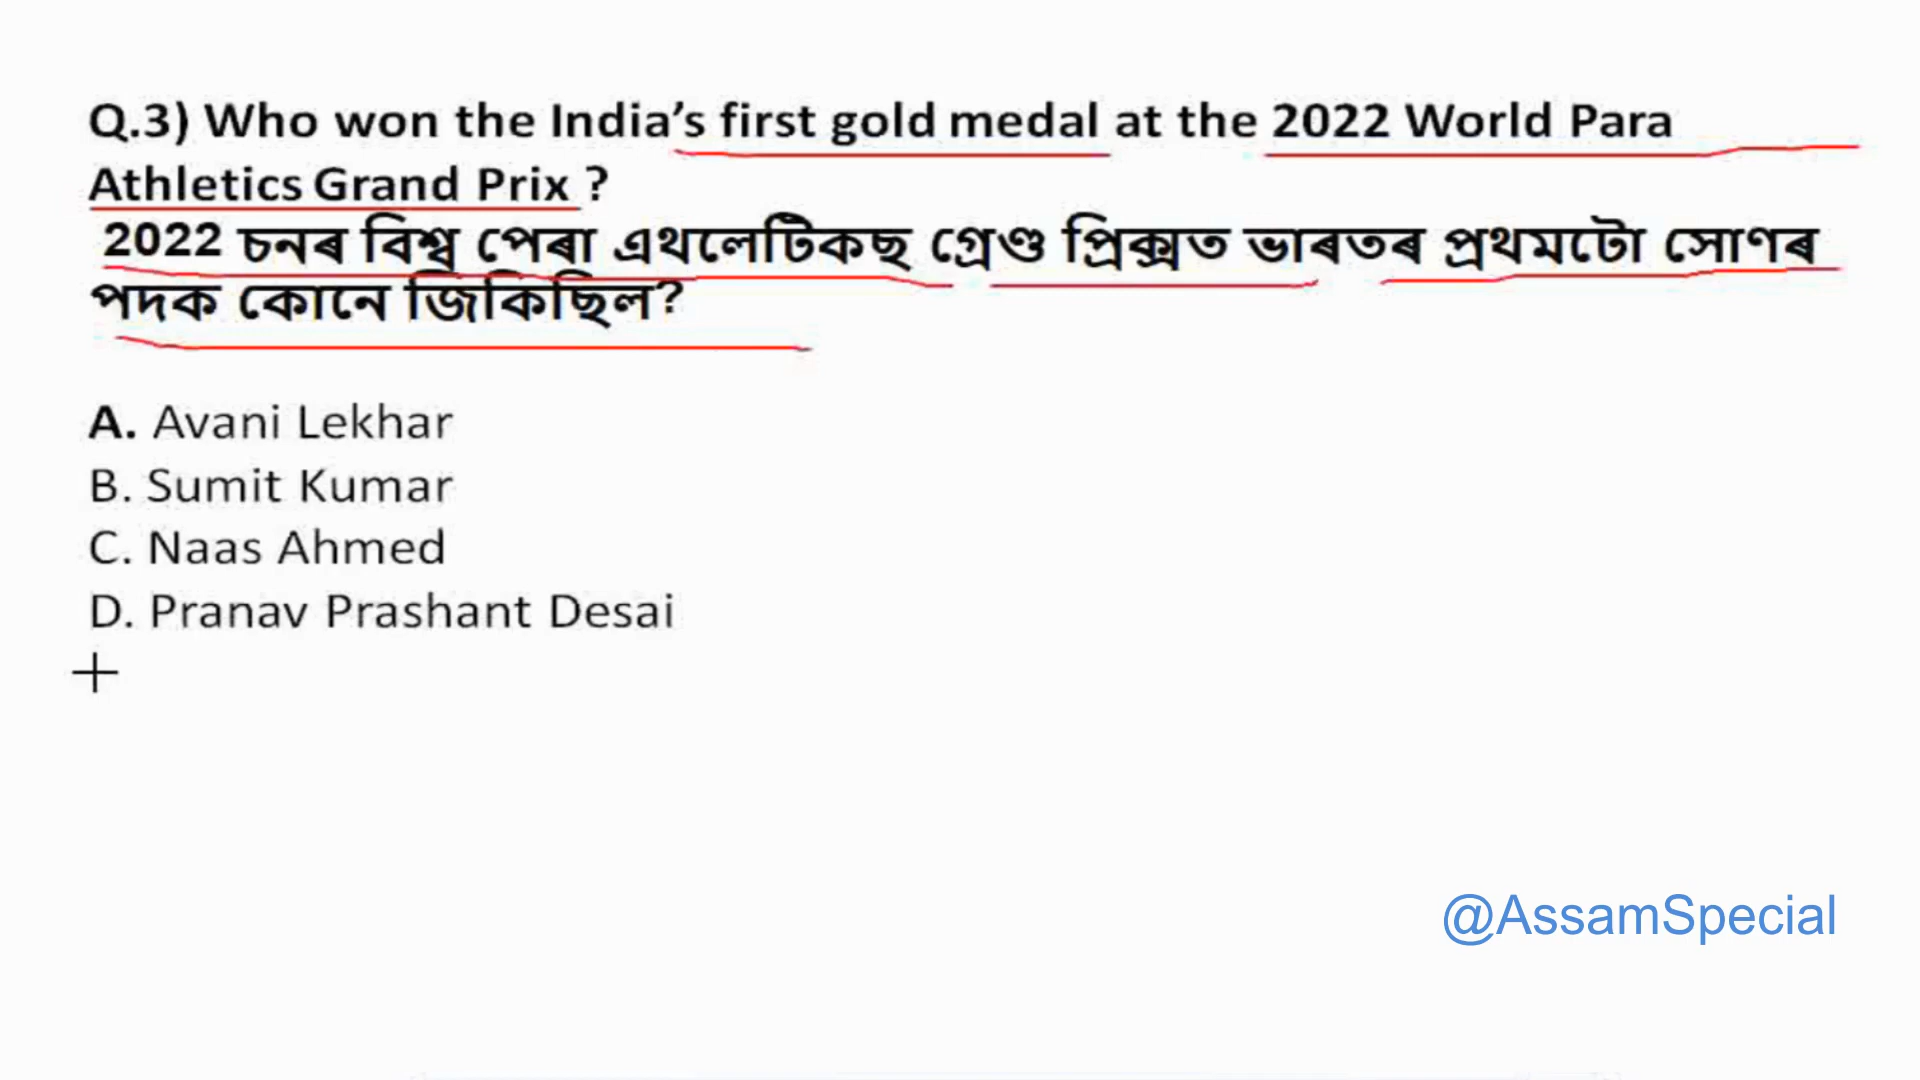 Q.3) Who won the India’s first gold medal at the 2022 World Para
Athletics Grand Prix ?
2022 চনৰ বিশ্ব পেৰা এথলেটিকছ গ্ৰেণ্ড প্ৰিক্সত ভাৰতৰ প্ৰথমটো সোণৰ
পদক কোনে জিকিছিল?
A. Avani Lekhar
B. Sumit Kumar
C. Naas Ahmed
D. Pranav Prashant Desai
@AssamSpecial